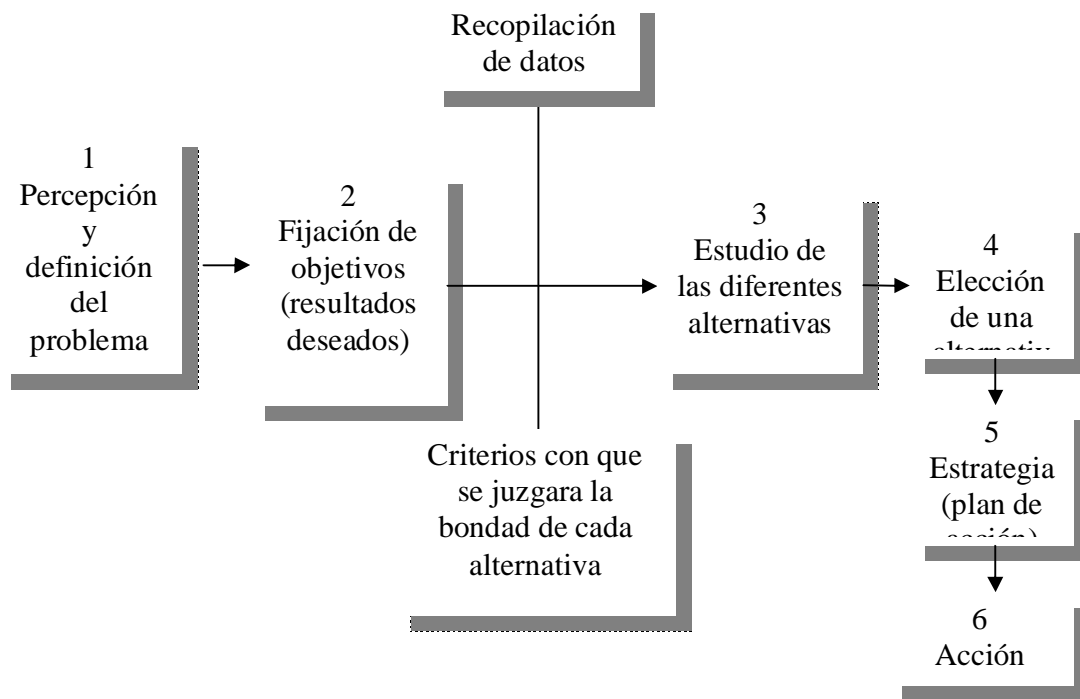 Recopilación
de datos
1
Percepción
y
definición
del
problema
2
Fijación de
objetivos
(resultados
deseados)
3
Estudio de
las diferentes
alternativas
4
Elección
de una
alternativ
Criterios con que
se juzgara la
bondad de cada
alternativa
5
Estrategia
(plan de
acción)
6
Acción